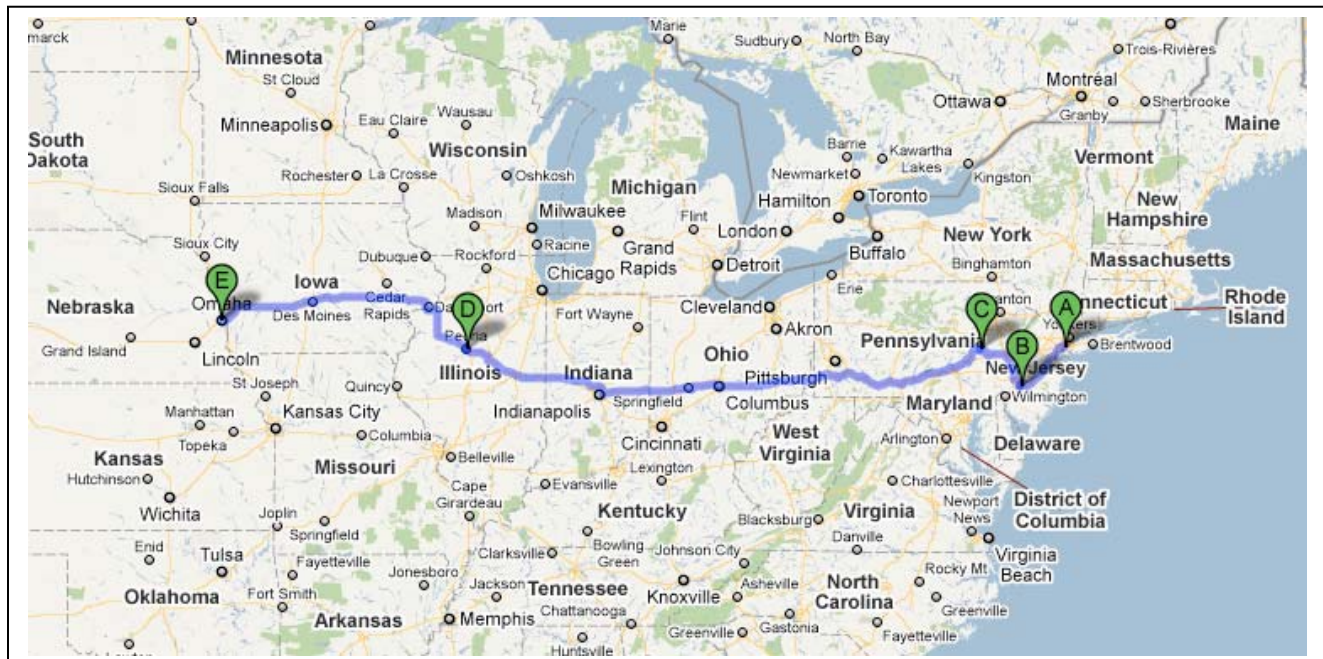 marck
Marie
Sudbury
North Bay
Trois-Rivières
Minnesota
St Cloud
Ottawa
Montréal
Granby
Sherbrooke
Maine
Minneapolis
Eau Claire
Wausau
South
Dakota
Wisconsin
Barrie
Kawartha
Lakes
Vermont
Rochester
La Crosse
Oshkosh
Newmarket
Kingston
Michigan
Toronto
New
Hampshire
Sioux Falls
Madison
Milwaukee
Flint
Hamilton
Grand
Rapids
London
Buffalo
New York
Sioux City
Racine
Massachusetts
Dubuque
Rockford
Detroit
Binghamton
Iowa
Chicago
Erie
E
Nebraska
Omaha
Des Moines
Cedar
Rapids
D
Fort Wayne
Cleveland
C
A
Connecticut
Rhode
Island
Akron
Brentwood
Grand Island
Lincoln
Ohio
Pennsylvania
B
Illinois
Indiana
Pittsburgh
New Jersey
St Joseph
Quincy
Indianapolis
Springfield
Columbus
Maryland
Wilmington
Manhattan
Kansas City
Topeka
Columbia
Cincinnati
West
Virginia
Arlington
Delaware
Kansas
Missouri
Belleville
Lexington
Hutchinson
Evansville
Charlottesville
Wichita
Cape
Girardeau
Kentucky
Virginia
Newport
News
District of
Columbia
Joplin
Springfield
Blacksburg
Enid
Tulsa
Bowling
Green
Danville
Virginia
Beach
Clarksville
Johnson City
Fayetteville
Jonesboro
Jackson
Tennessee
Knoxville
Asheville
North
Carolina
Rocky Mt
Oklahoma
Fort Smith
Chattanooga
Greenville
Arkansas
Memphis
Greenville
Gastonia
Fayetteville
Huntsville